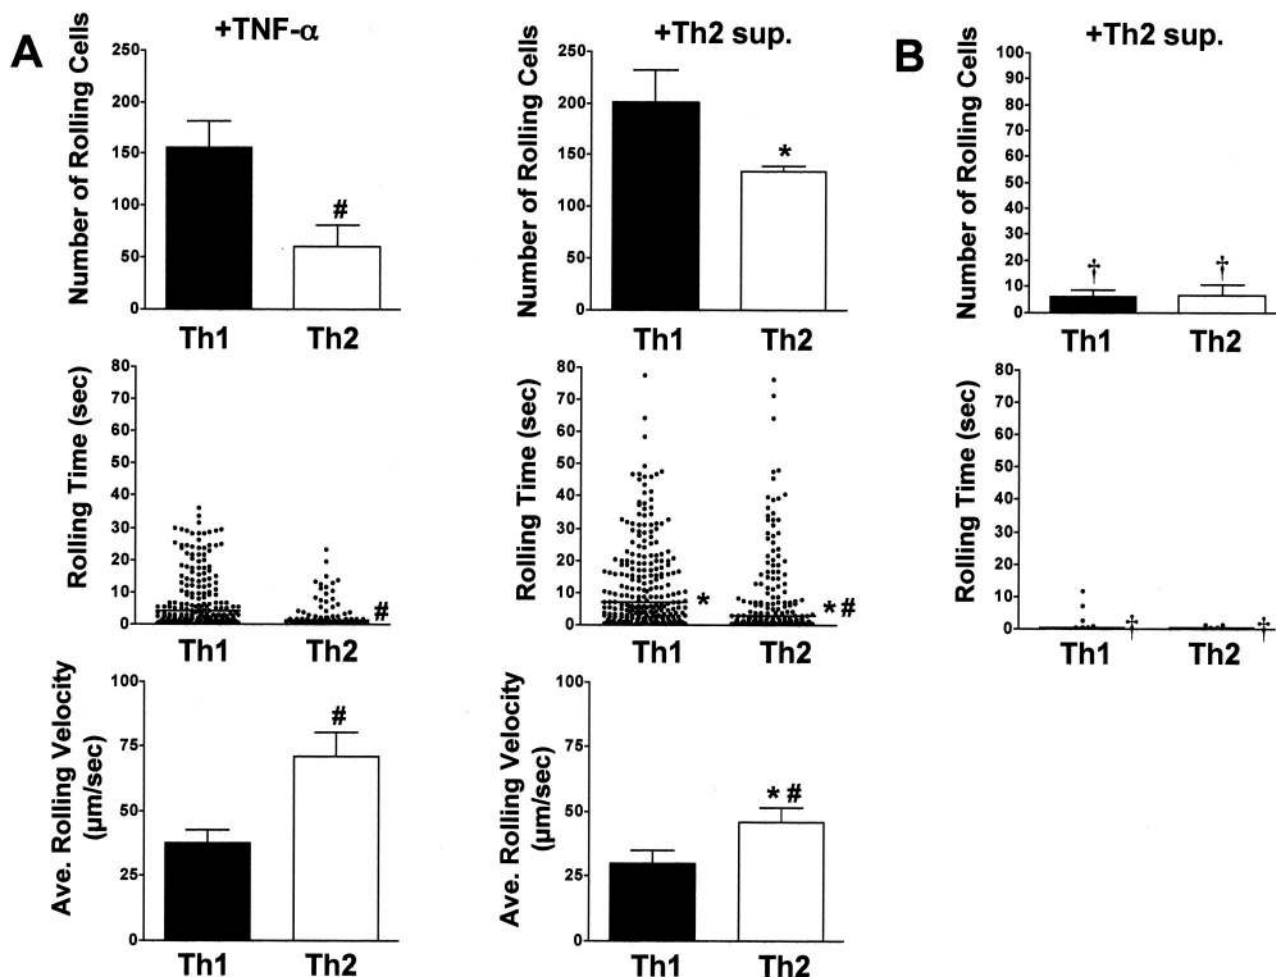 A
+TNF-α
Number of Rolling Cells
250
200
150
100
50
0
#
Th1 Th2
+Th2 sup.
Number of Rolling Cells
250
200
150
100
50
0
*
Th1 Th2
B
+Th2 sup.
Number of Rolling Cells
100
90
80
70
60
50
40
30
20
10
0
† †
Th1 Th2
Rolling Time (sec)
80
70
60
50
40
30
20
10
0
#
Th1 Th2
Rolling Time (sec)
80
70
60
50
40
30
20
10
0
* * #
Th1 Th2
Rolling Time (sec)
80
70
60
50
40
30
20
10
0
† †
Th1 Th2
Ave. Rolling Velocity
(µm/sec)
100
75
50
25
0
#
Th1 Th2
Ave. Rolling Velocity
(µm/sec)
100
75
50
25
0
* #
Th1 Th2